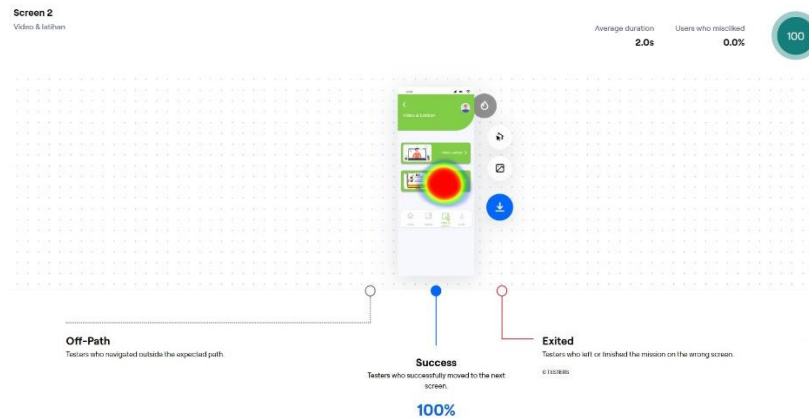 Screen 2
Video & latihan
Average duration
2.0s
Users who misclicked
0.0%
100
Video & Latihan
Off-Path
Testers who navigated outside the expected path.
Success
Testers who successfully moved to the next
screen.
100%
Exited
Testers who left or finished the mission on the wrong screen.